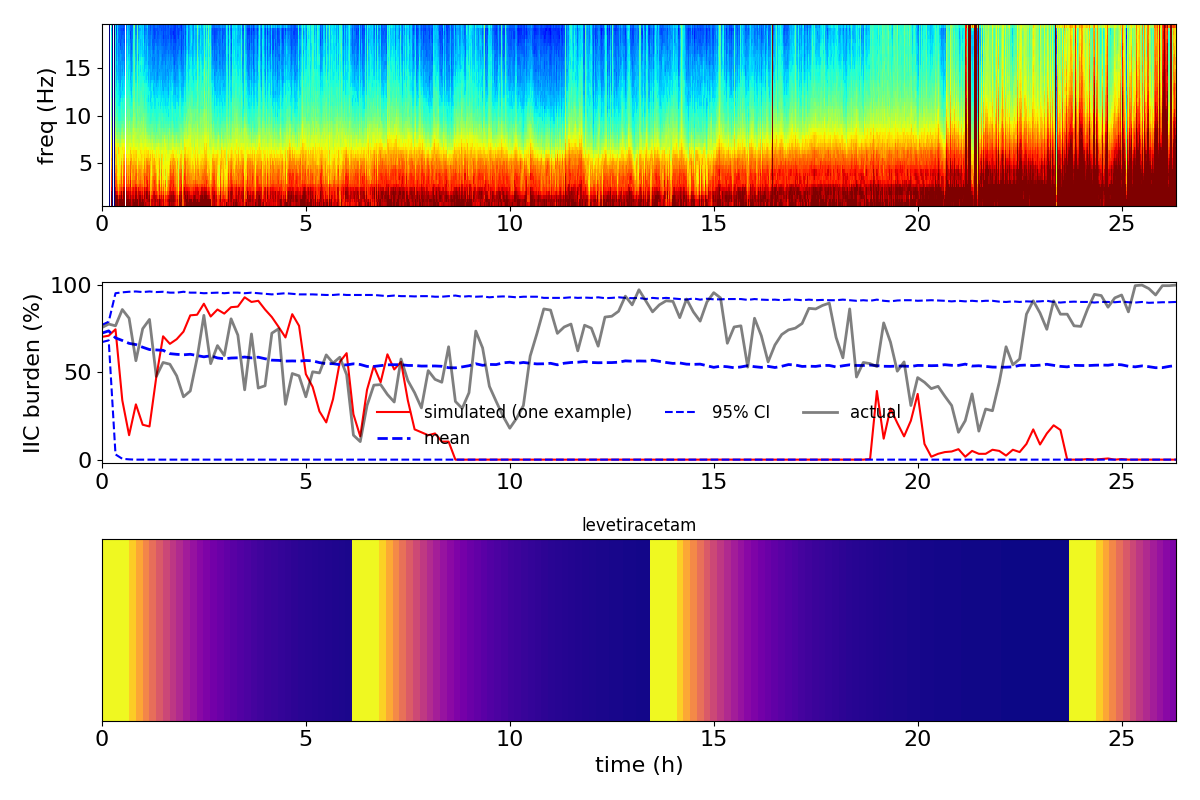 freq (Hz)
15
10
5
0 5 10 15 20 25
IIC burden (%)
100
50
0
simulated (one example) 95% CI actual
mean
0 5 10 15 20 25
levetiracetam
0 5 10 15 20 25
time (h)